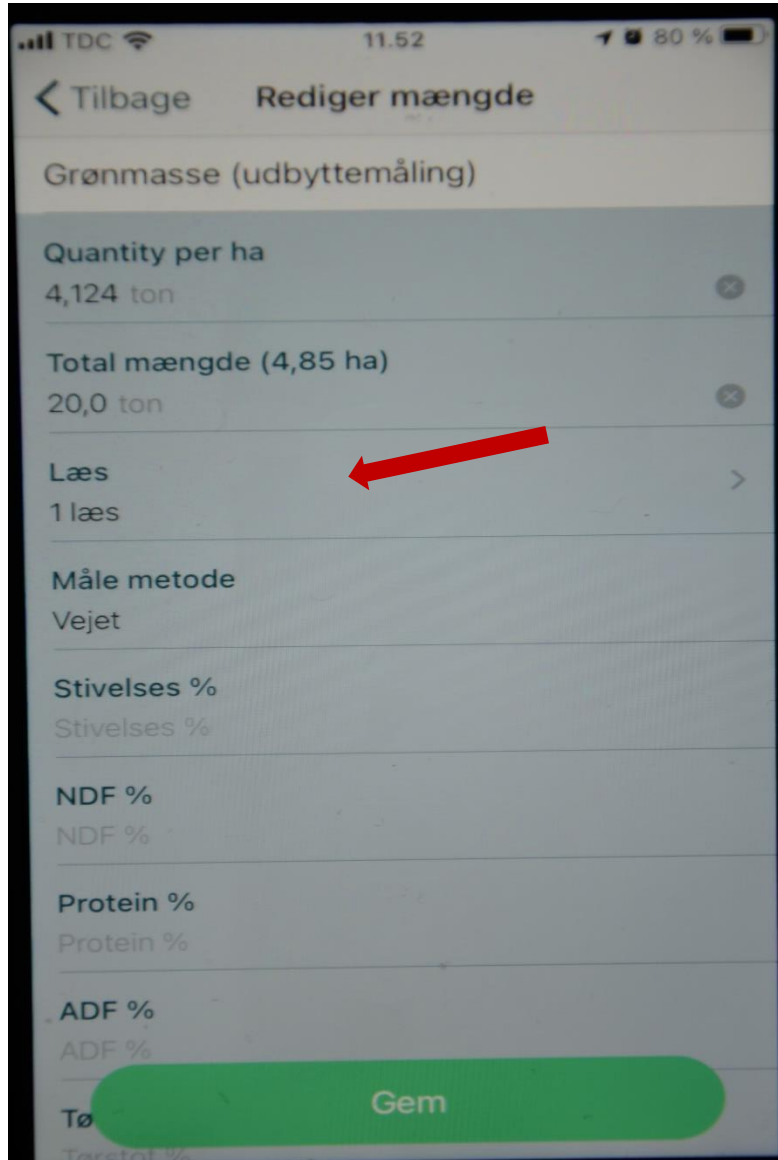 TDC
11.52
80 %
Tilbage
Rediger mængde
Grønmasse (udbyttemåling)
Quantity per ha
4,124 ton
Total mængde (4,85 ha)
20,0 ton
Læs
1 læs
Måle metode
Vejet
Stivelses %
Stivelses %
NDF %
NDF %
Protein %
Protein %
ADF %
ADF %
Gem
Tø